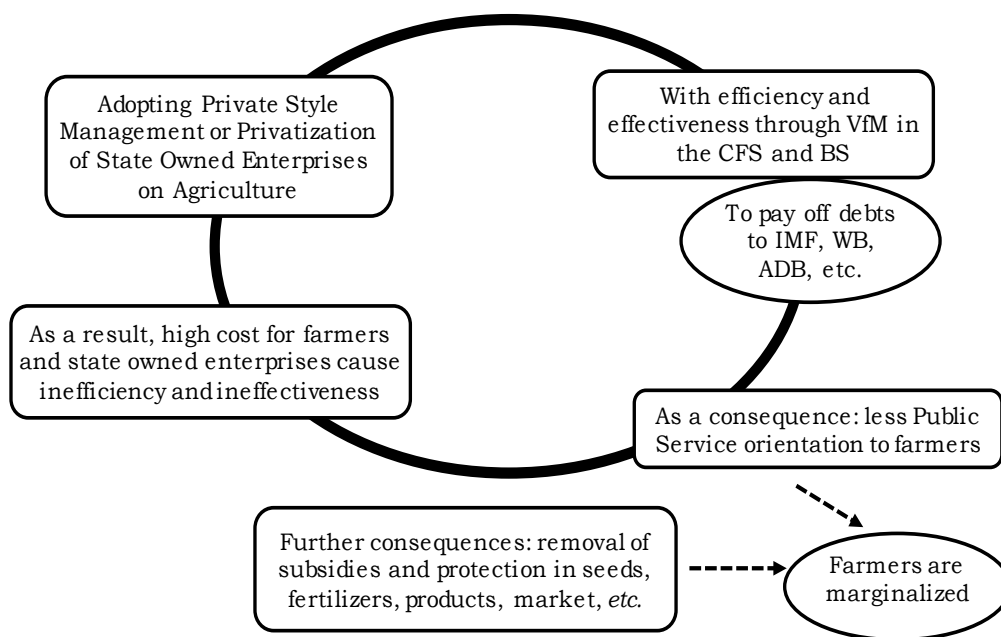 Adopting Private Style
Management or Privatization
of State Owned Enterprises
on Agriculture
With efficiency and
effectiveness through VfM in
the CFS and BS
To pay off debts
to IMF, WB,
ADB, etc.
As a result, high cost for farmers
and state owned enterprises cause
inefficiency and ineffectiveness
As a consequence: less Public
Service orientation to farmers
Further consequences: removal of
subsidies and protection in seeds,
fertilizers, products, market, etc.
Farmers are
marginalized